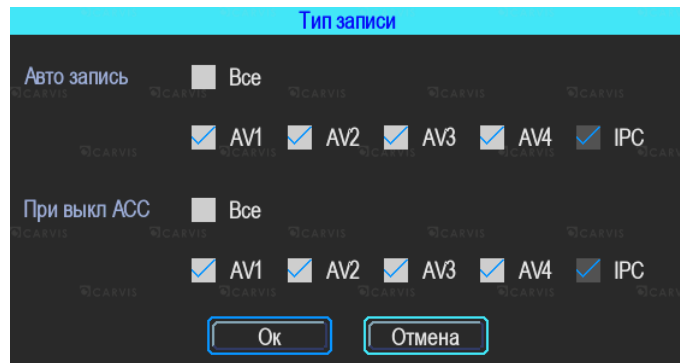 Тип записи
Авто запись Все
AV1 AV2 AV3 AV4 IPC
При выкл ACC Все
AV1 AV2 AV3 AV4 IPC
Ок Отмена